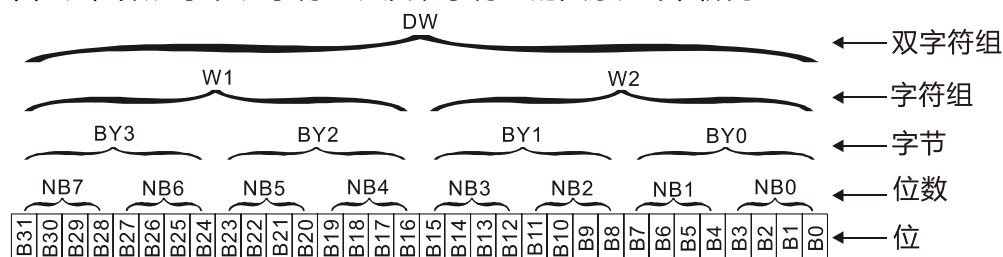 DW
双字符组
W1 W2
字符组
BY3 BY2 BY1 BY0
字节
NB7 NB6 NB5 NB4 NB3 NB2 NB1 NB0
位数
B31 B30 B29 B28 B27 B26 B25 B24 B23 B22 B21 B20 B19 B18 B17 B16 B15 B14 B13 B12 B11 B10 B9 B8 B7 B6 B5 B4 B3 B2 B1 B0
位